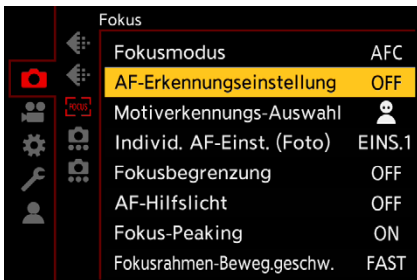 Fokus
Fokusmodus AFC
AF-Erkennungseinstellung OFF
Motiverkennungs-Auswahl
Individ. AF-Einst. (Foto) EINS.1
Fokusbegrenzung OFF
AF-Hilfslicht OFF
Fokus-Peaking ON
Fokusrahmen-Beweg.geschw. FAST
FOCUS